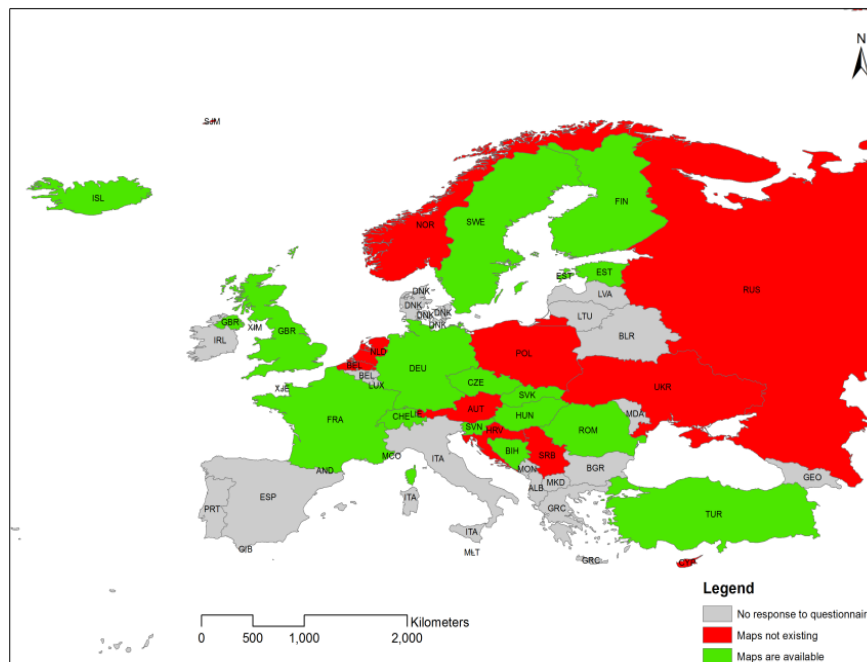 N
SJM
ISL
NOR
SWE
FIN
EST
EST
RUS
DNK
DNK
DNK
DNK
DNK
LVA
LTU
BLR
GBR
XIM
GBR
IRL
NLD
BEL
BEL
LUX
DEU
POL
UKR
CZE
SVK
FRA
CHE
LIE
AUT
HUN
MDA
ROM
SVN
HRV
BIH
SRB
MCO
ITA
MON
BGR
GEO
AND
ESP
PRT
ITA
ALB
MKD
GRC
TUR
ITA
GIB
MLT
GRC
Legend
No response to questionnair
Maps not existing
Maps are available
Kilometers
0 500 1,000 2,000